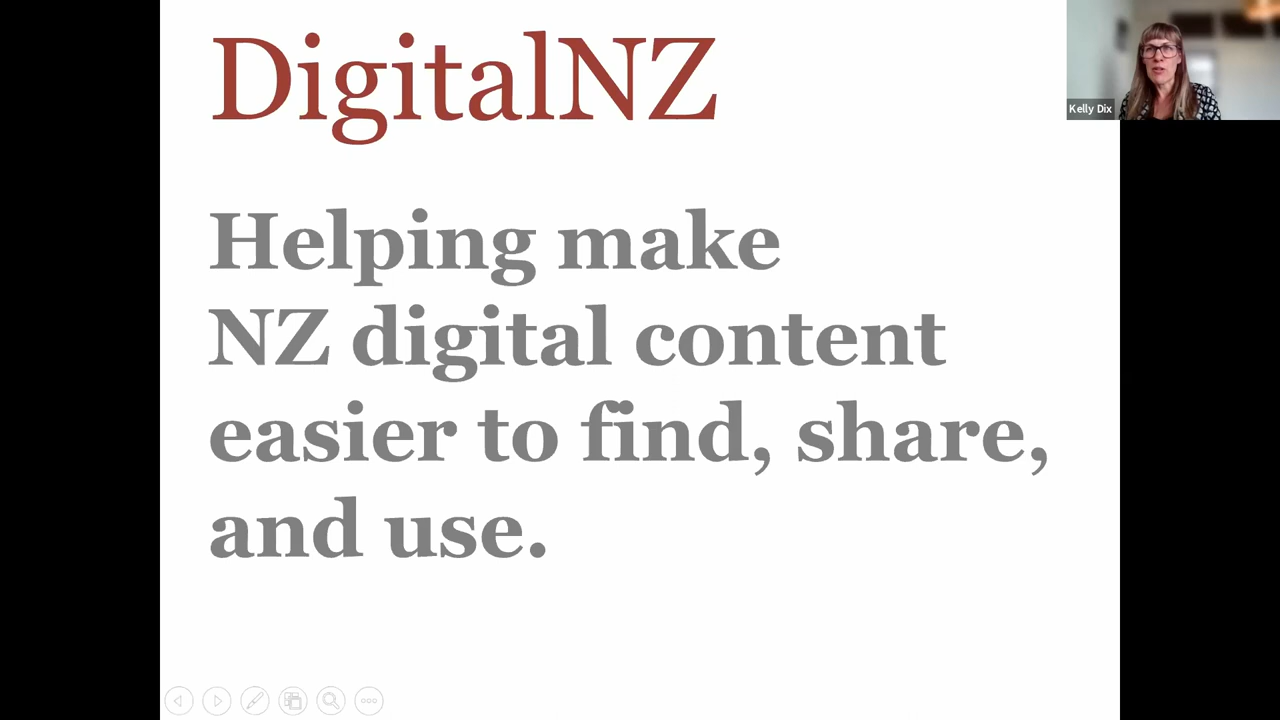 DigitalNZ
Kelly Dix
Helping make
NZ digital content
easier to find, share,
and use.